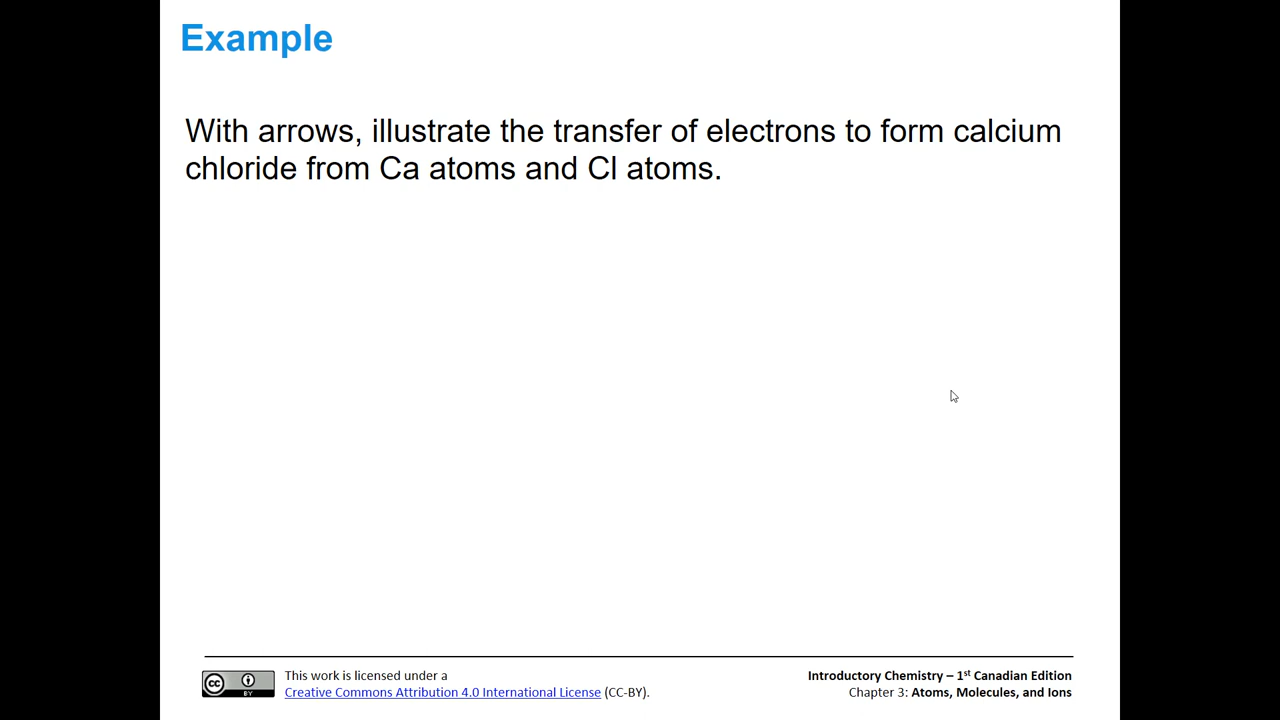 Example
With arrows, illustrate the transfer of electrons to form calcium
chloride from Ca atoms and Cl atoms.
This work is licensed under a
Creative Commons Attribution 4.0 International License (CC-BY).
cc BY
Introductory Chemistry – 1st Canadian Edition
Chapter 3: Atoms, Molecules, and Ions